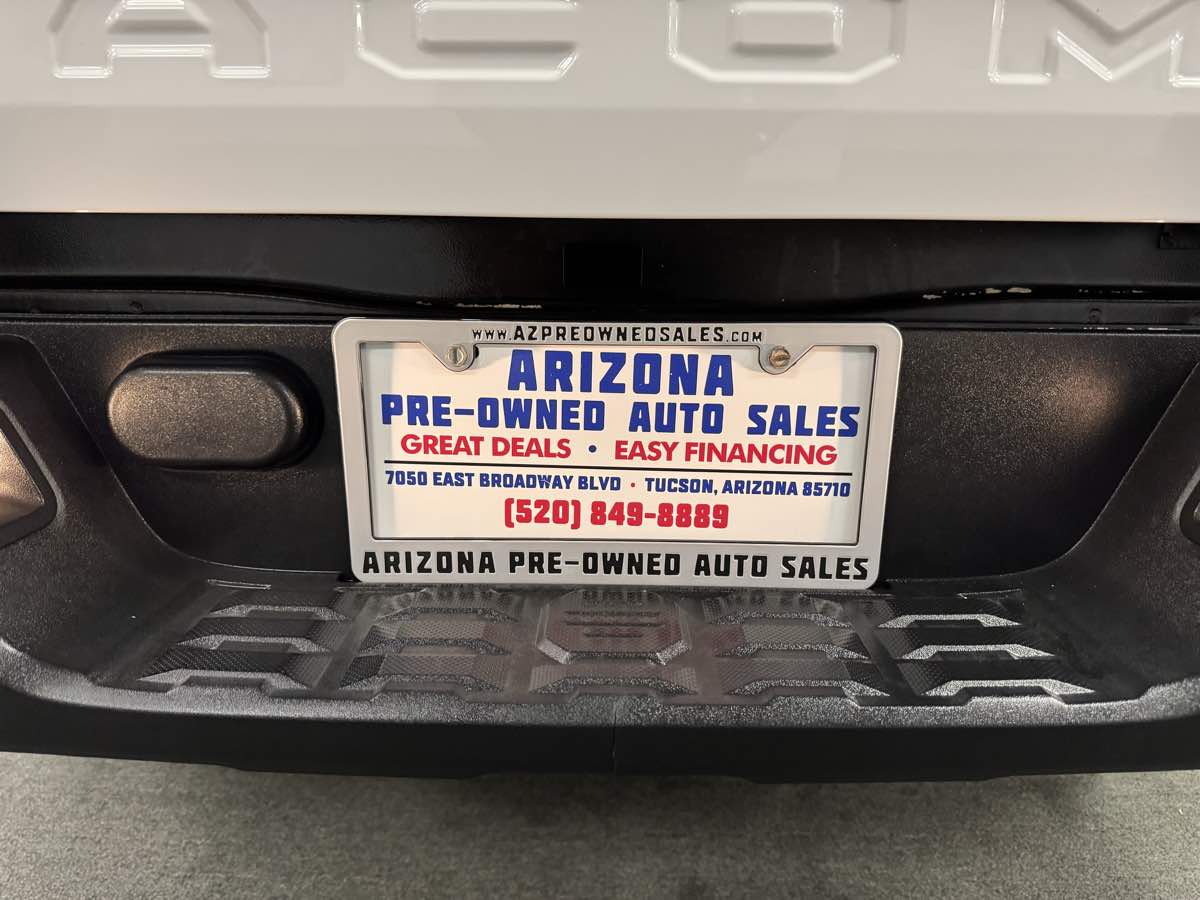 ACOM
www.AZPREOWNEDSALES.com
ARIZONA
PRE-OWNED AUTO SALES
GREAT DEALS • EASY FINANCING
7050 EAST BROADWAY BLVD • TUCSON, ARIZONA 85710
(520) 849-8889
ARIZONA PRE-OWNED AUTO SALES